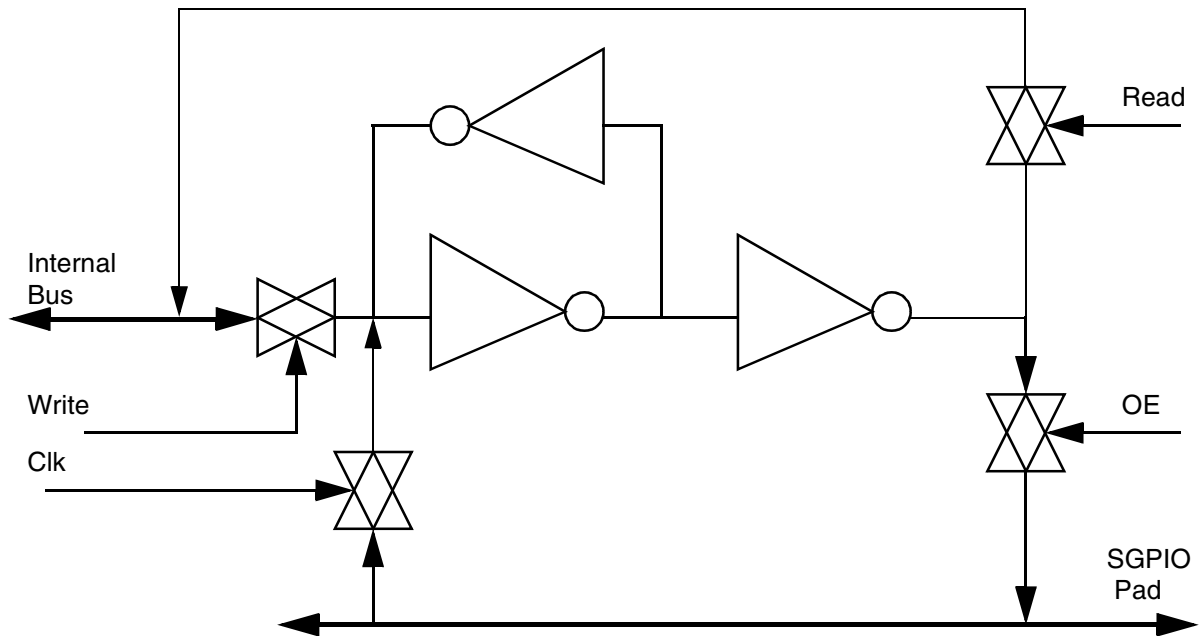 Read
Internal
Bus
Write
OE
Clk
SGPIO
Pad